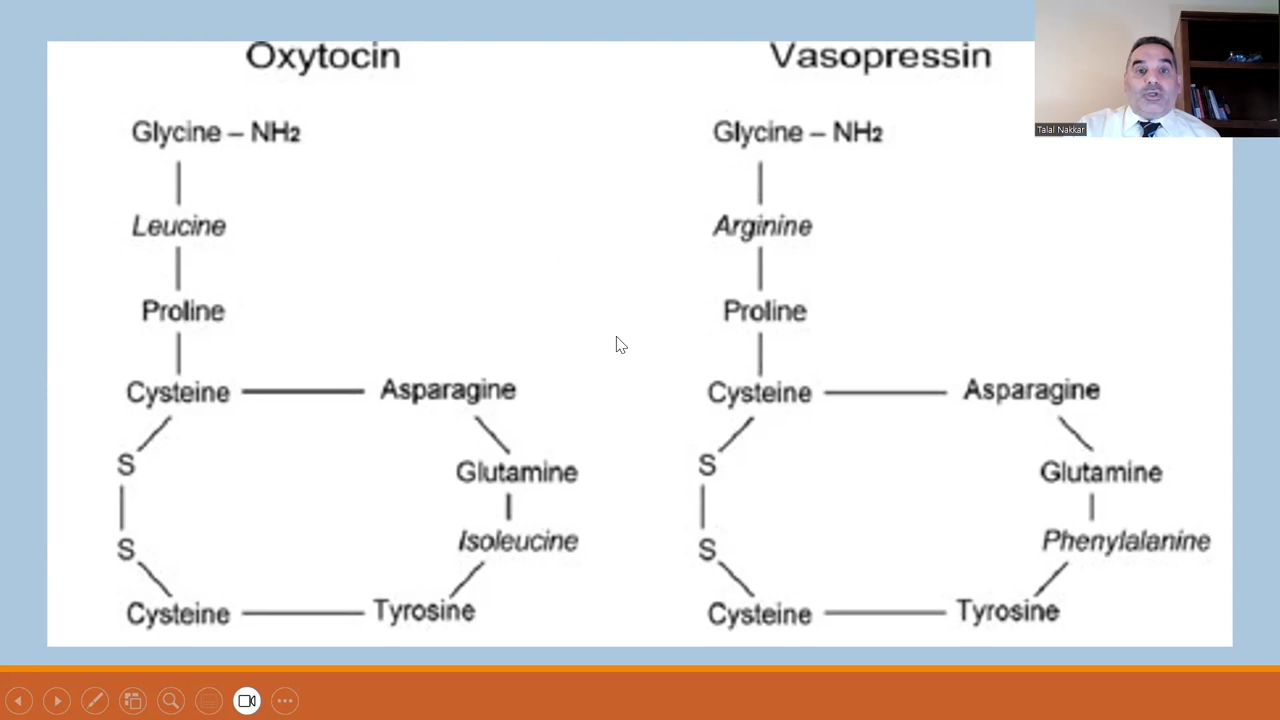 Oxytocin
Glycine – NH2
Leucine
Proline
Cysteine
Asparagine
S
Glutamine
S
Isoleucine
Cysteine
Tyrosine
Vasopressin
Glycine – NH2
Arginine
Proline
Cysteine
Asparagine
S
Glutamine
S
Phenylalanine
Cysteine
Tyrosine
Talal Nakkar